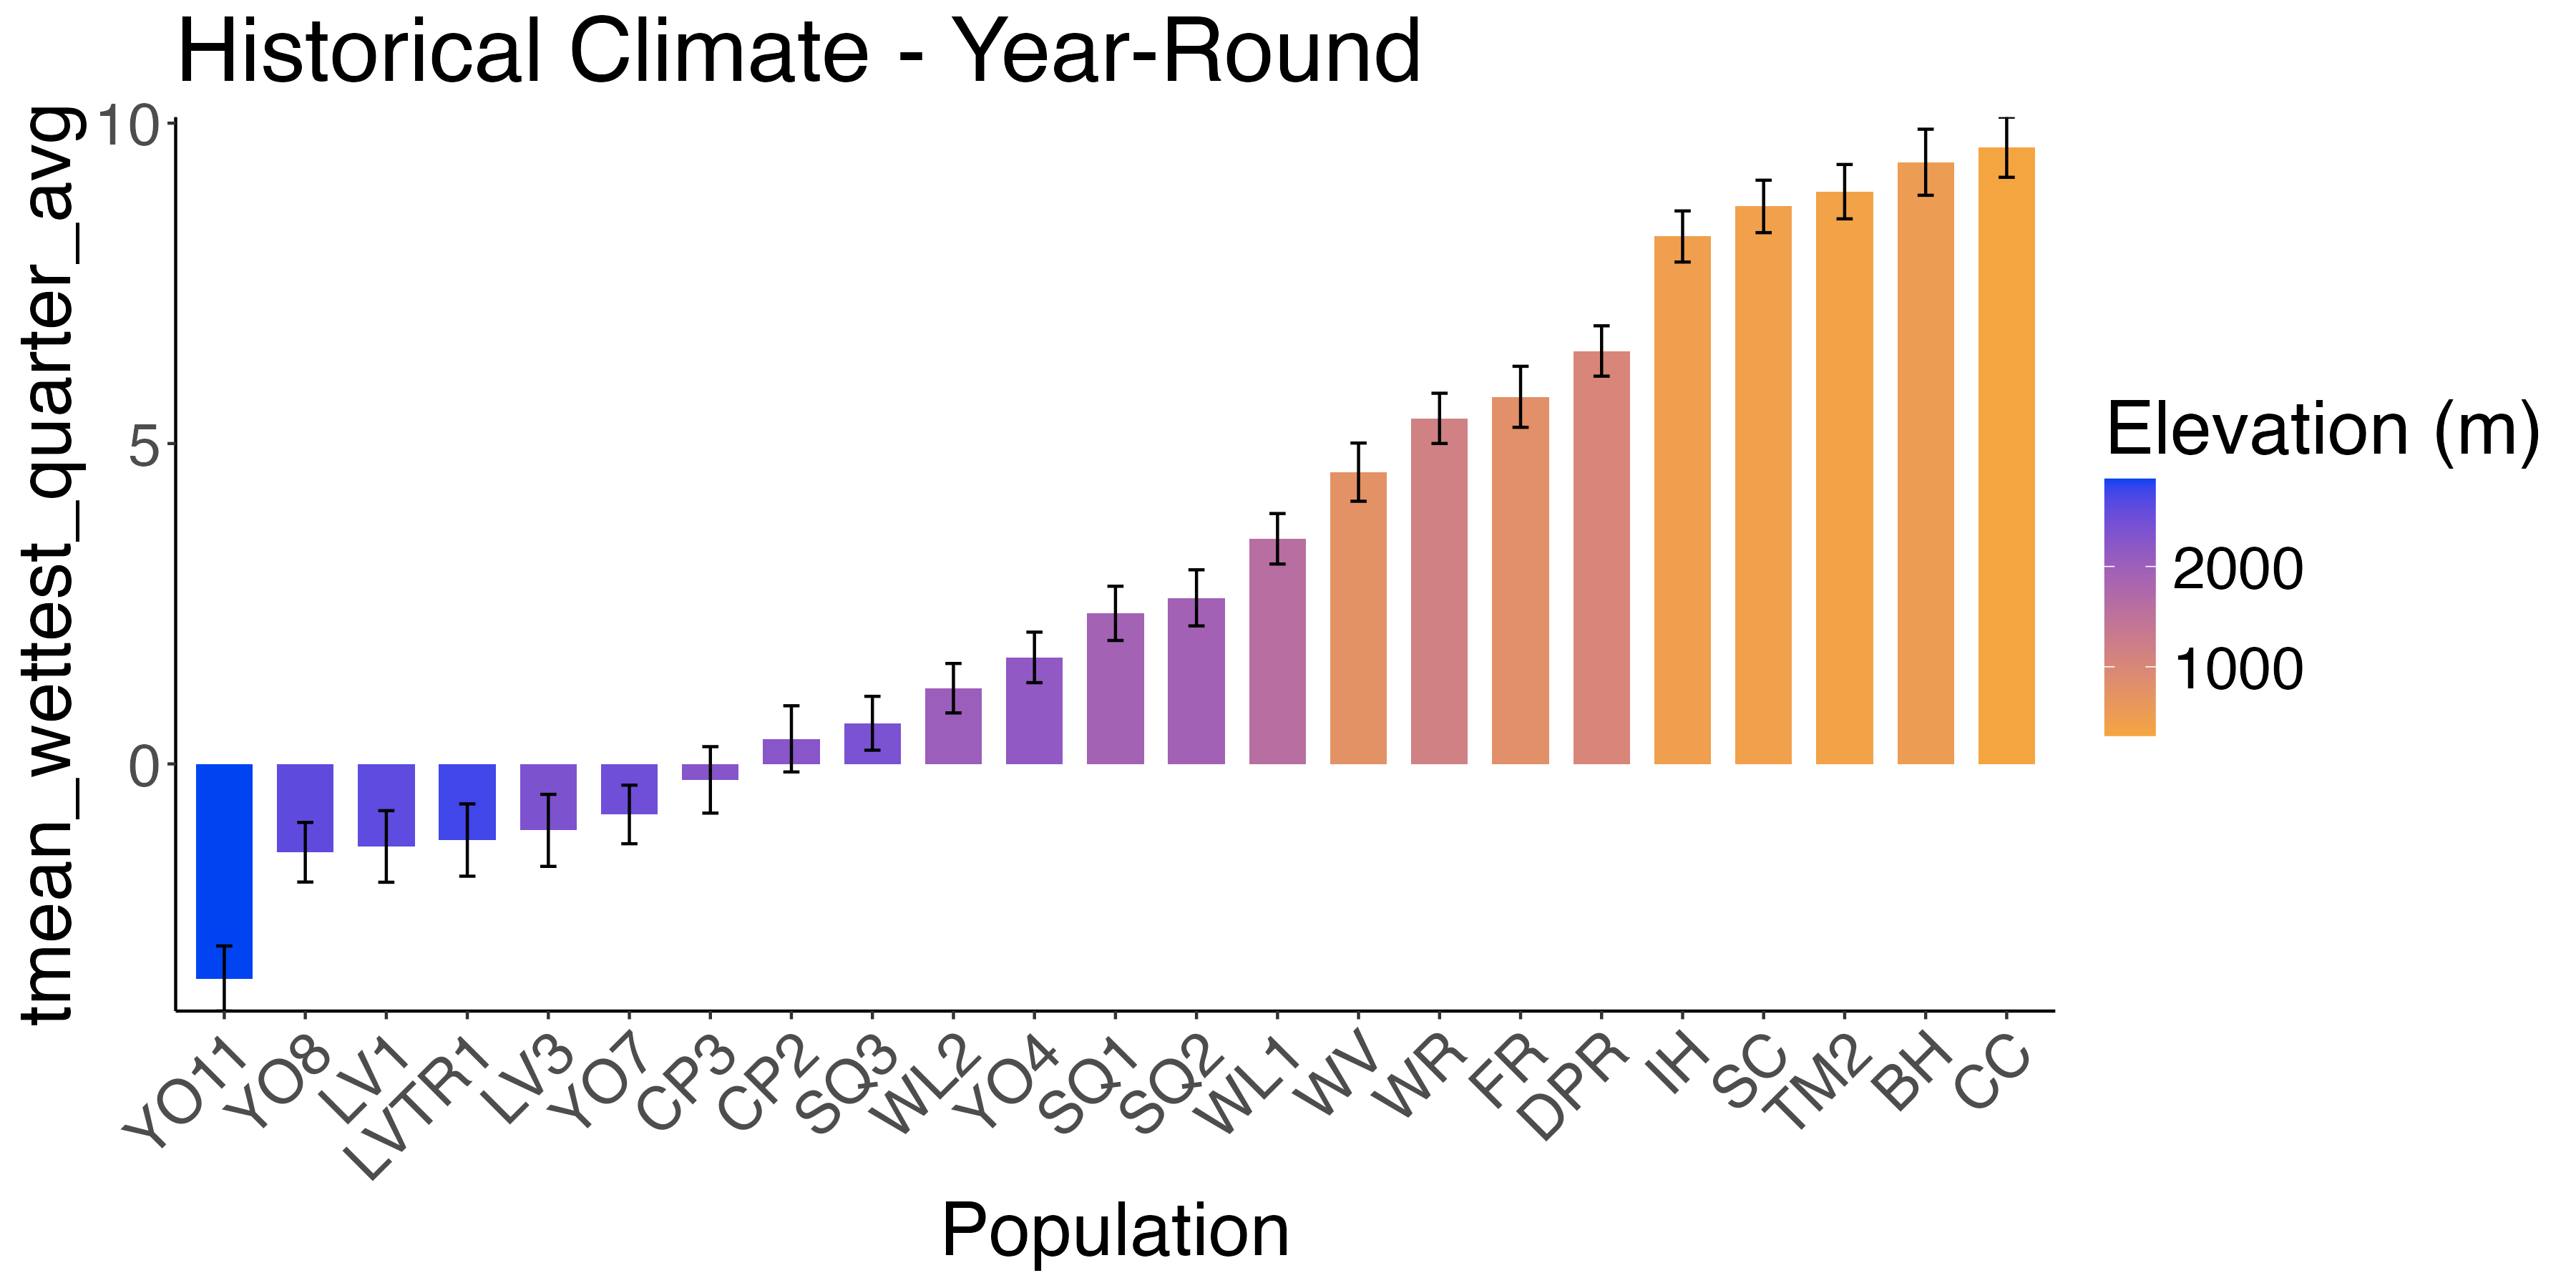 Historical Climate - Year-Round
tmean_wettest_quarter_avg
10
5
0
YO11
YO8
LV1
LVTR1
LV3
YO7
CP3
CP2
SQ3
WL2
YO4
SQ1
SQ2
WL1
WV
WR
FR
DPR
IH
SC
TM2
BH
CC
Population
Elevation (m)
2000
1000